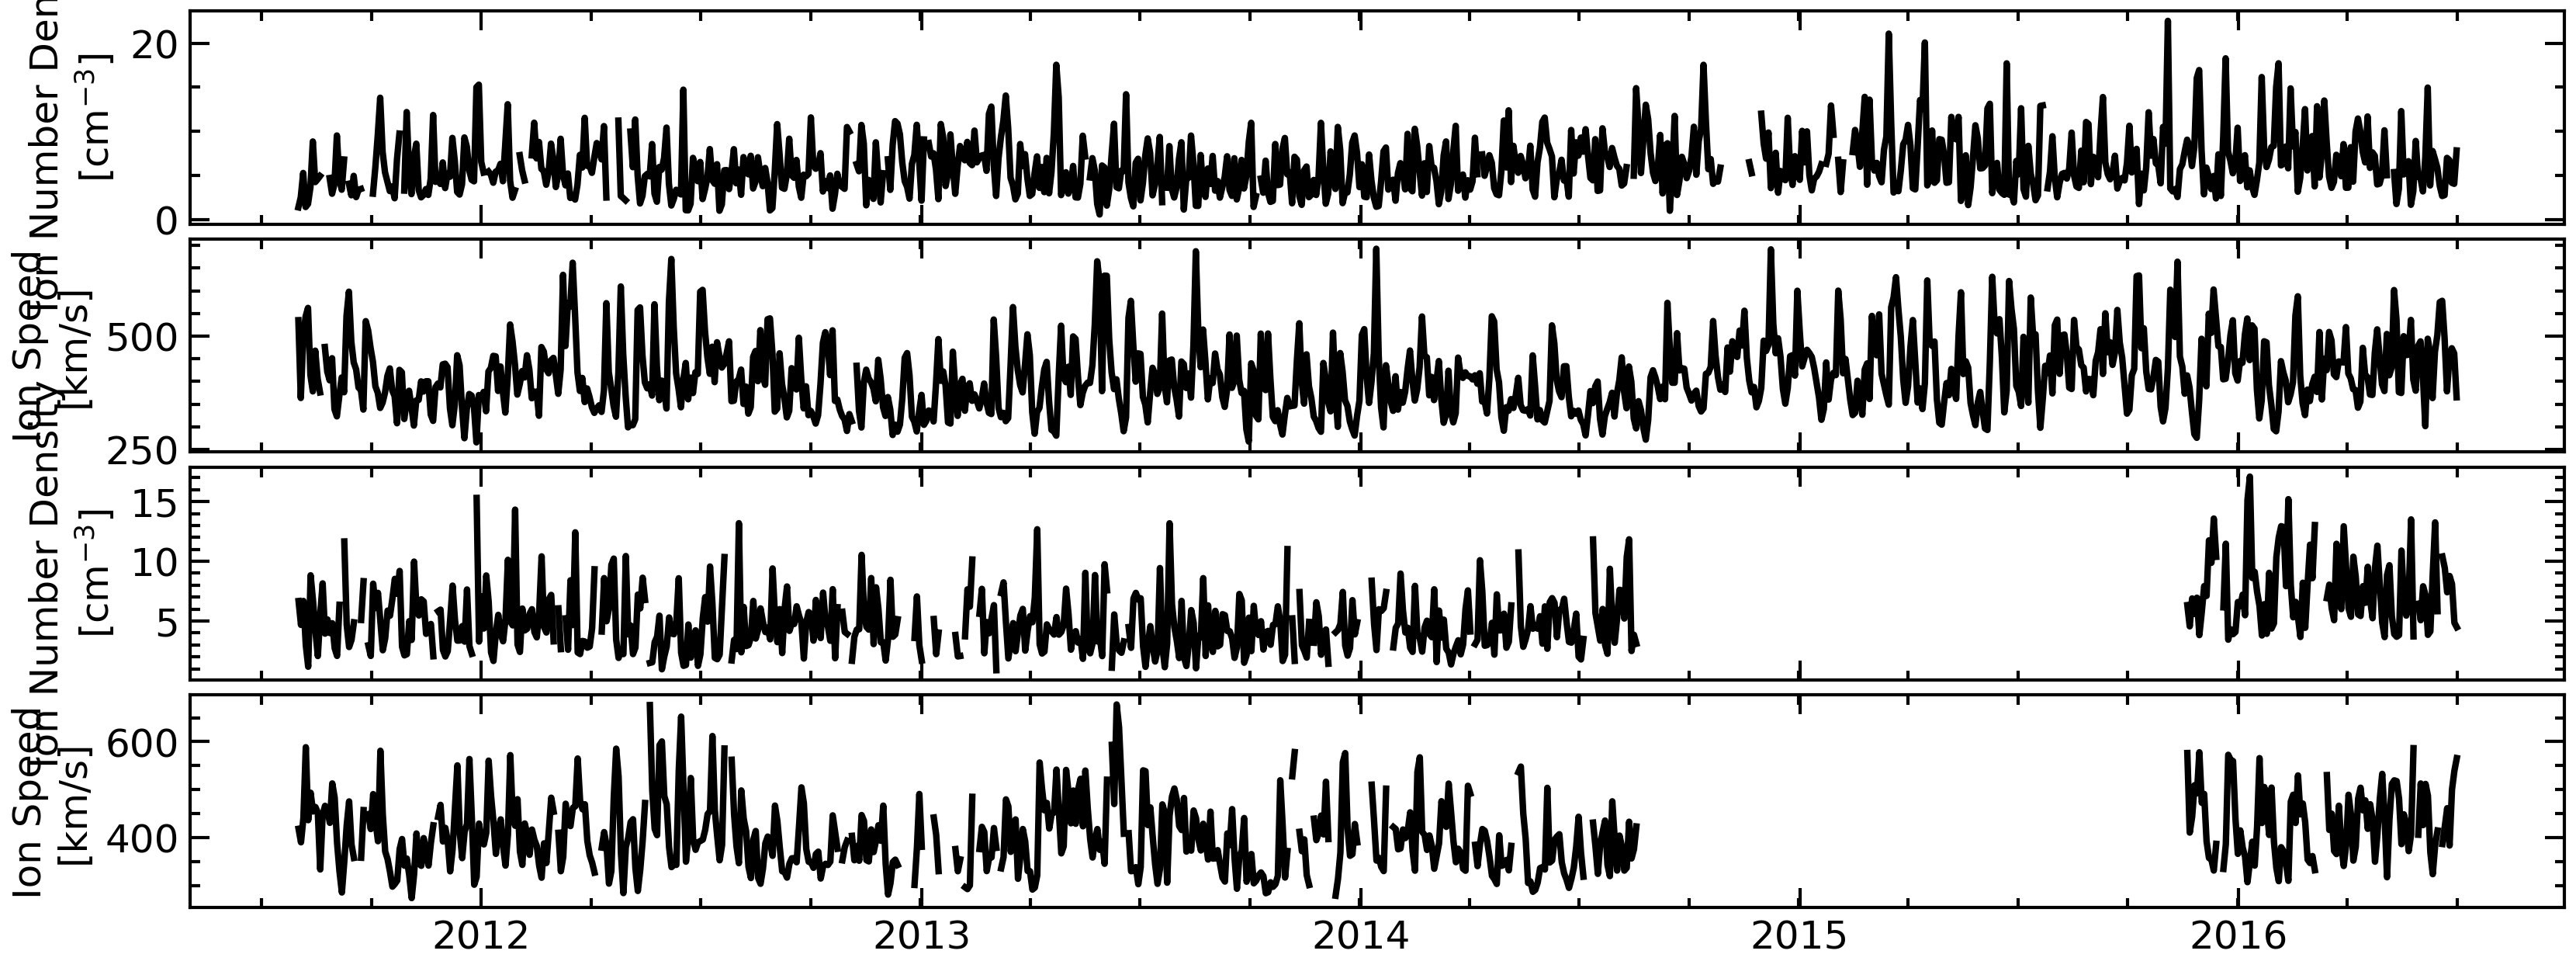 Ion Number Den
[cm⁻³]
20
0
Ion Speed
[km/s]
500
250
Ion Number Density
[cm⁻³]
15
10
5
Ion Speed
[km/s]
600
400
2012 2013 2014 2015 2016